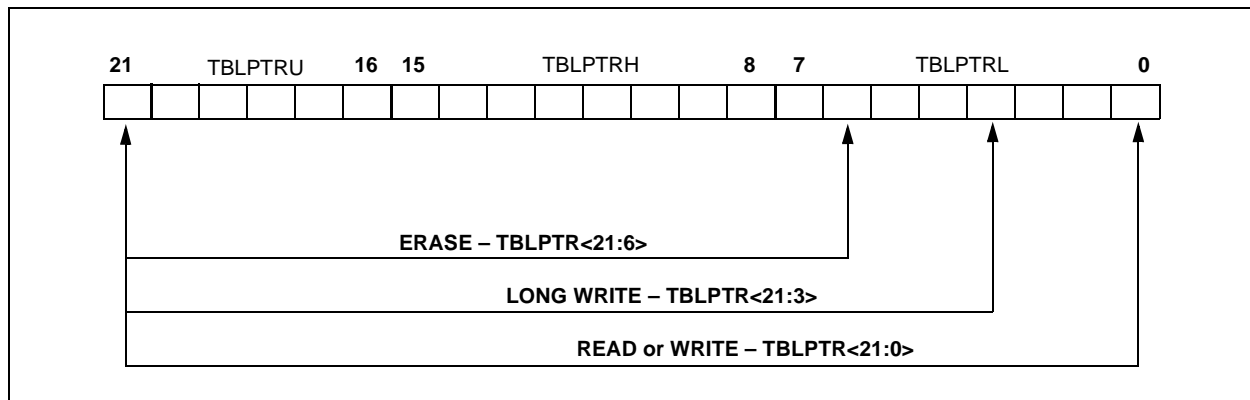 21 TBLPTRU 16 15 TBLPTRH 8 7 TBLPTRL 0
ERASE – TBLPTR<21:6>
LONG WRITE – TBLPTR<21:3>
READ or WRITE – TBLPTR<21:0>